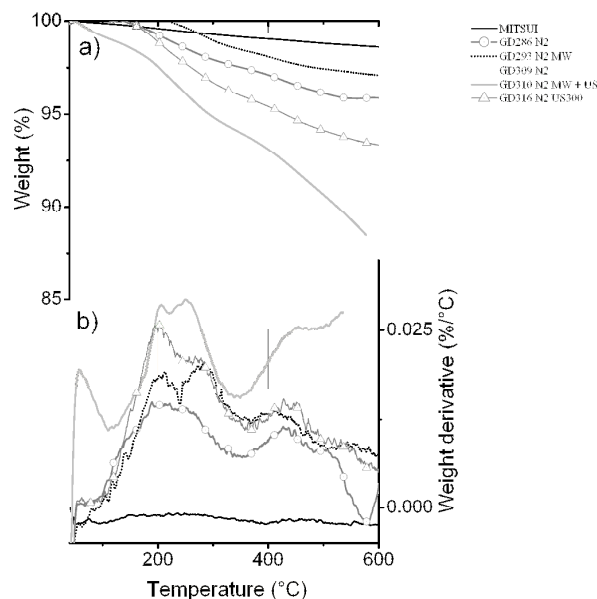 100
a)
95
90
85
Weight (%)
MITSUI
GD286 N2
GD293 N2 MW
GD309 N2
GD310 N2 MW + US
GD316 N2 US300
b)
0.025
0.000
Weight derivative (%/°C)
200
400
600
Temperature (°C)